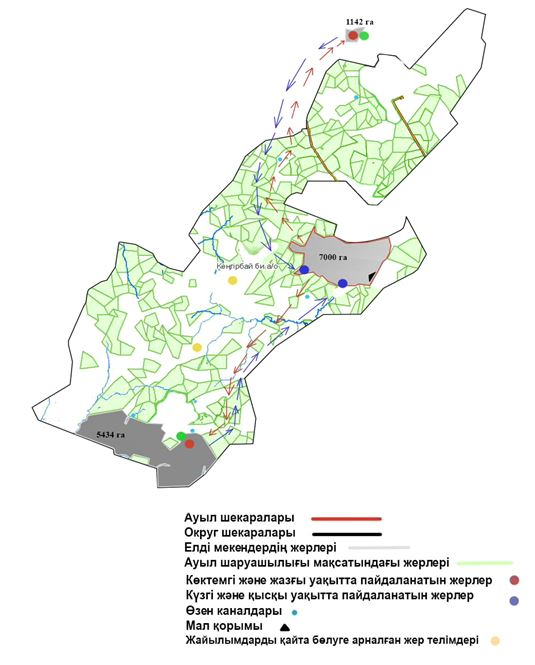 1142 га
7000 га
Кеңгірбай би а/о
5434 га
Ауыл шекаралары
Округ шекаралары
Елді мекендердің жерлері
Ауыл шаруашылығы мақсатындағы жерлері
Көктемгі және жазғы уақытта пайдаланатын жерлер
Күзгі және қысқы уақытта пайдаланатын жерлер
Өзен каналдары
Мал қорымы
Жайылымдарды қайта бөлуге арналған жер телімдері